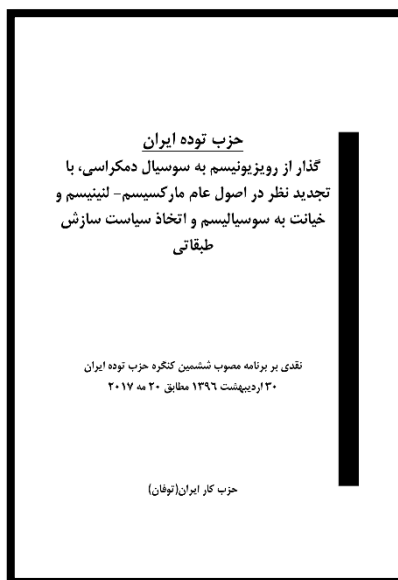 حزب توده ایران
گذار از رویزیونیسم به سوسیال دمکراسی، با
تجدید نظر در اصول عام مارکسیسم- لنینیسم و
خیانت به سوسیالیسم و اتخاذ سیاست سازش
طبقاتی
نقدی بر برنامه مصوب ششمین کنگره حزب توده ایران
۳۰ اردیبهشت ۱۳۹۶ مطابق ۲۰ مه ۲۰۱۷
حزب کار ایران(توفان)